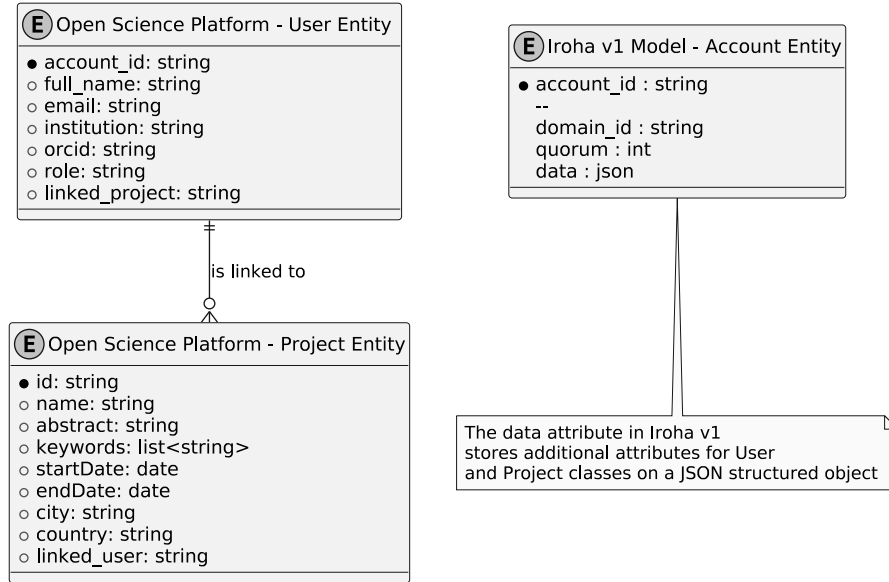 E Open Science Platform - User Entity
account_id: string
full_name: string
email: string
institution: string
orcid: string
role: string
linked_project: string
is linked to
E Open Science Platform - Project Entity
id: string
name: string
abstract: string
keywords: list<string>
startDate: date
endDate: date
city: string
country: string
linked_user: string
E Iroha v1 Model - Account Entity
account_id : string
--
domain_id : string
quorum : int
data : json
The data attribute in Iroha v1
stores additional attributes for User
and Project classes on a JSON structured object